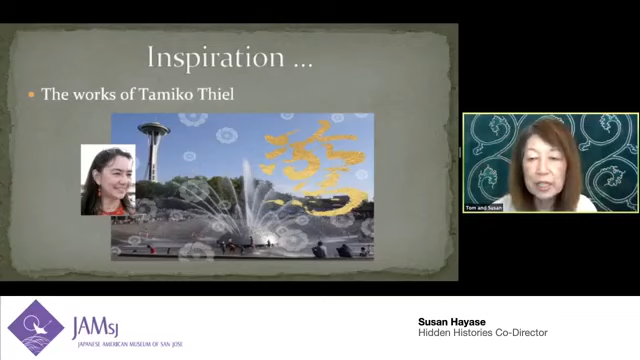 Inspiration ...
The works of Tamiko Thiel
Tom and Susan
JAMsj
JAPANESE AMERICAN MUSEUM OF SAN JOSE
Susan Hayase
Hidden Histories Co-Director